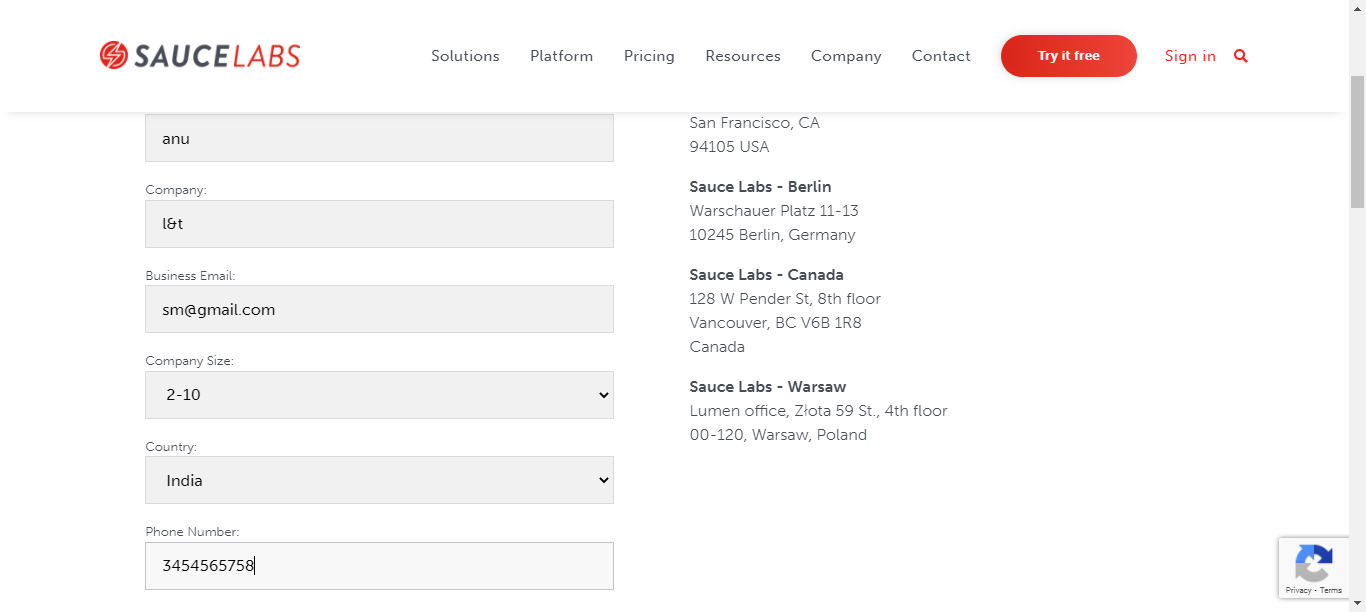 SAUCELABS
Solutions Platform Pricing Resources Company Contact Try it free Sign in
anu
Company:
l&t
Business Email:
sm@gmail.com
Company Size:
2-10
Country:
India
Phone Number:
3454565758
San Francisco, CA
94105 USA
Sauce Labs - Berlin
Warschauer Platz 11-13
10245 Berlin, Germany
Sauce Labs - Canada
128 W Pender St, 8th floor
Vancouver, BC V6B 1R8
Canada
Sauce Labs - Warsaw
Lumen office, Złota 59 St., 4th floor
00-120, Warsaw, Poland
Privacy - Terms